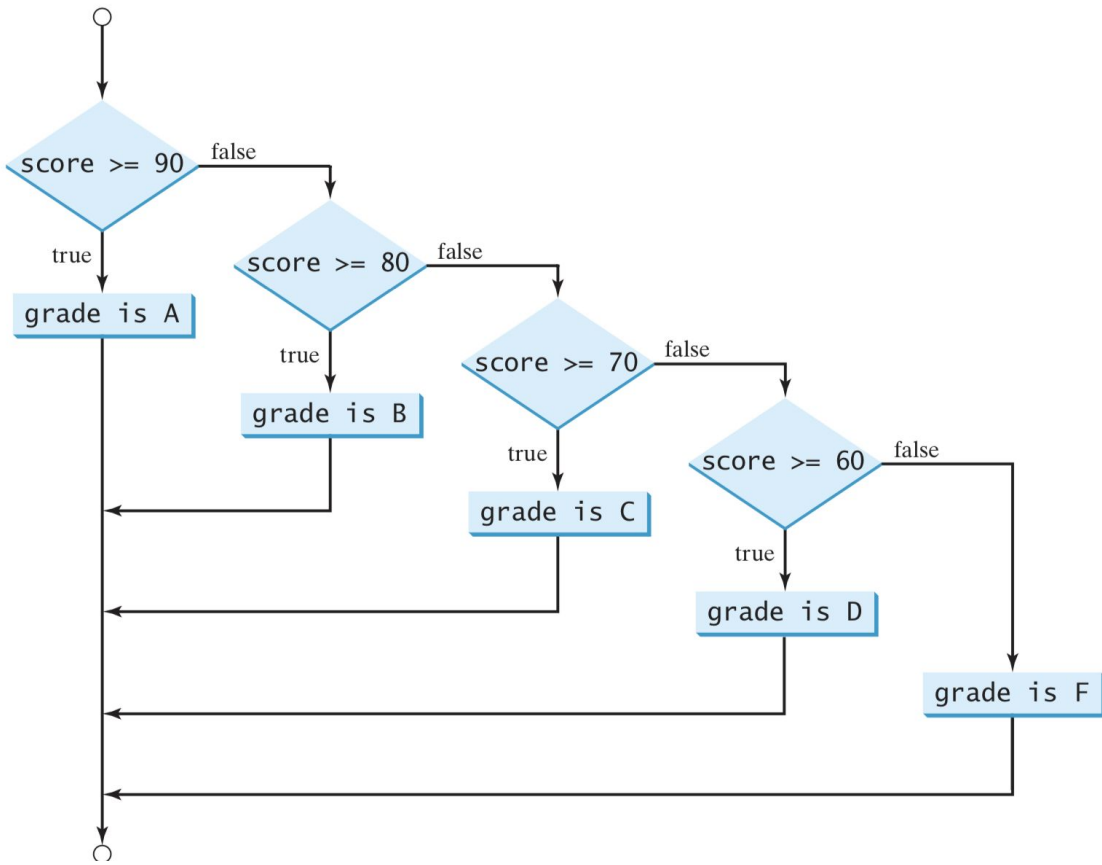 score >= 90
false
true
grade is A
score >= 80
false
true
grade is B
score >= 70
false
true
grade is C
score >= 60
false
true
grade is D
grade is F